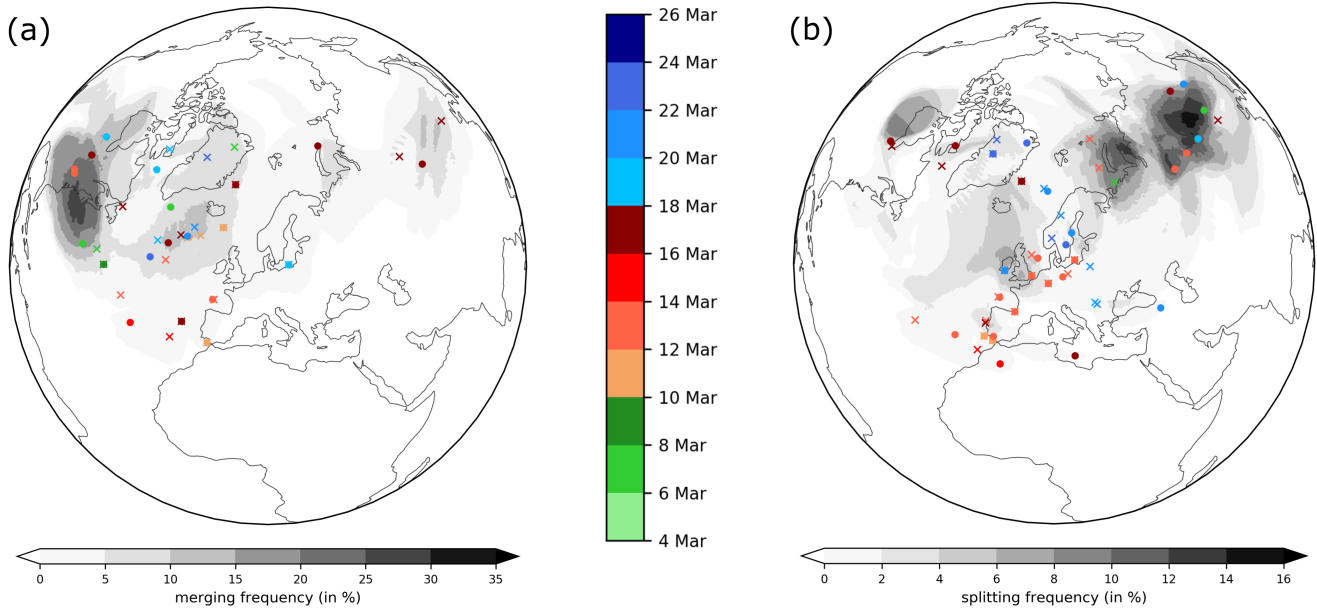 (a)
26 Mar
24 Mar
22 Mar
20 Mar
18 Mar
16 Mar
14 Mar
12 Mar
10 Mar
8 Mar
6 Mar
4 Mar
(b)
0 5 10 15 20 25 30 35
merging frequency (in %)
0 2 4 6 8 10 12 14 16
splitting frequency (in %)